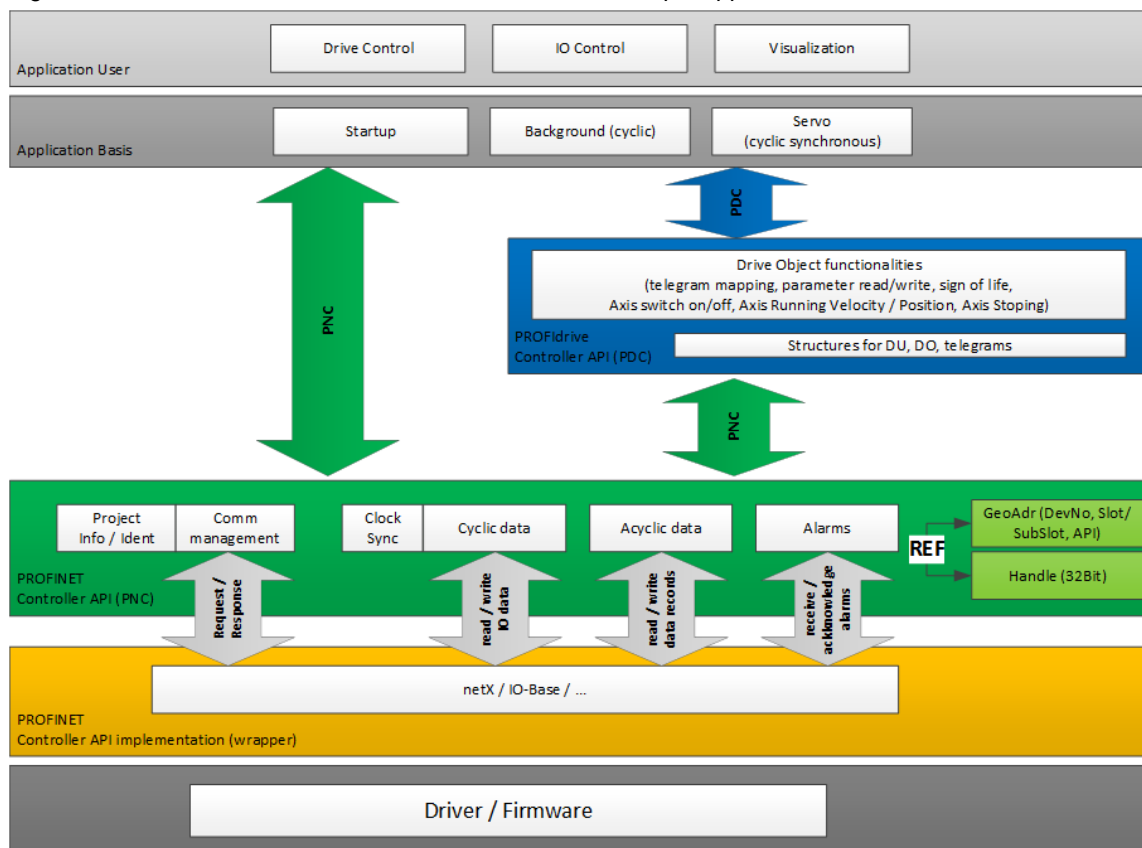 Drive Control
IO Control
Visualization
Application User
Startup
Background (cyclic)
Servo
(cyclic synchronous)
Application Basis
PNC
PDC
Drive Object functionalities
(telegram mapping, parameter read/write, sign of life,
Axis switch on/off, Axis Running Velocity / Position, Axis Stoping)
PROFIdrive
Controller API (PDC)
Structures for DU, DO, telegrams
PNC
Project
Info / Ident
Comm
management
Clock
Sync
Cyclic data
Acyclic data
Alarms
REF
GeoAdr (DevNo, Slot/
SubSlot, API)
Handle (32Bit)
PROFINET
Controller API (PNC)
Request /
Response
read / write
IO data
read / write
data records
receive /
acknowledge
alarms
netX / IO-Base / ...
PROFINET
Controller API implementation (wrapper)
Driver / Firmware